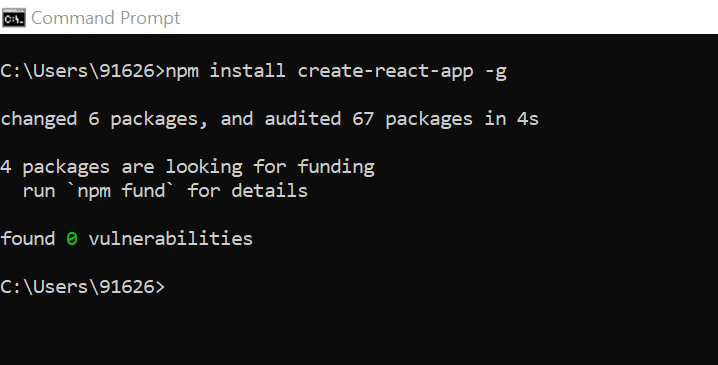 Command Prompt
C:\Users\91626>npm install create-react-app -g
changed 6 packages, and audited 67 packages in 4s
4 packages are looking for funding
  run `npm fund` for details
found 0 vulnerabilities
C:\Users\91626>